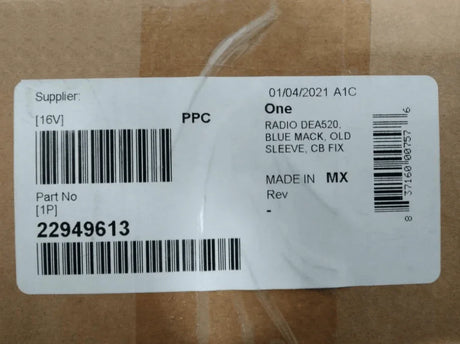 Supplier:
[16V]
PPC
Part No
[1P]
22949613
01/04/2021 A1C
One
RADIO DEA520,
BLUE MACK, OLD
SLEEVE, CB FIX
MADE IN MX
Rev
-
8 37160 00757 6